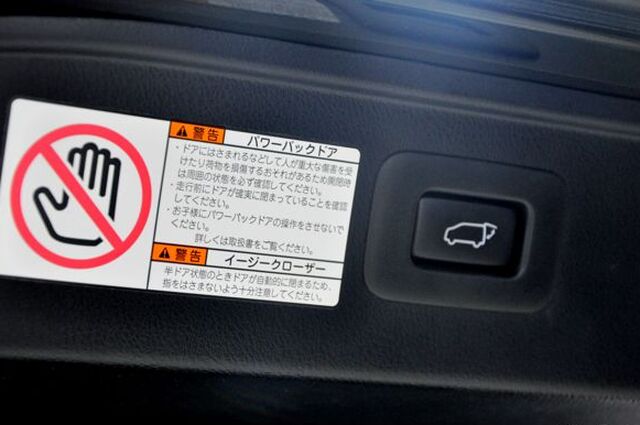 警告 パワーバックドア
・ドアにはさまれるなどして人が重大な傷害を受
けたり荷物を損傷するおそれがあるため開閉時
は周囲の状態を必ず確認してください。
・走行前にドアが確実に閉まっていることを確認
してください。
・お子様にパワーバックドアの操作をさせないで
ください。
詳しくは取扱書をご覧ください。
警告 イージークローザー
半ドア状態のときドアが自動的に閉まるため、
指をはさまないよう十分注意してください。